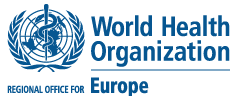 World Health
Organization
REGIONAL OFFICE FOR Europe